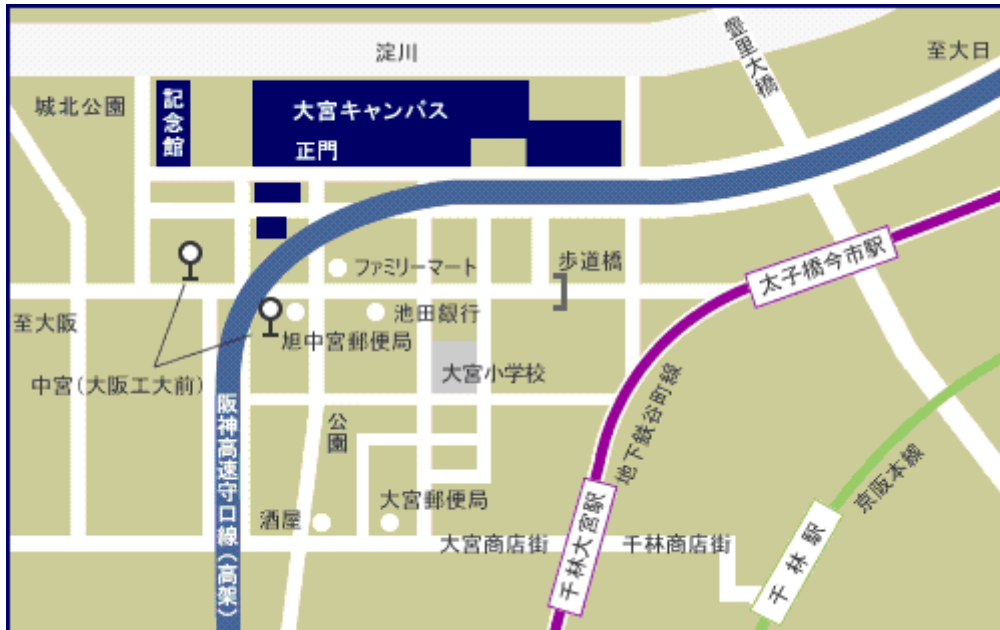 淀川
豊里大橋
至大日
城北公園
記念館
大宮キャンパス
正門
ファミリーマート
歩道橋
太子橋今市駅
至大阪
池田銀行
旭中宮郵便局
中宮(大阪工大前)
大宮小学校
地下鉄谷町線
阪神高速守口線(高架)
公園
京阪本線
大宮郵便局
酒屋
大宮商店街
千林商店街
千林大宮駅
千林駅